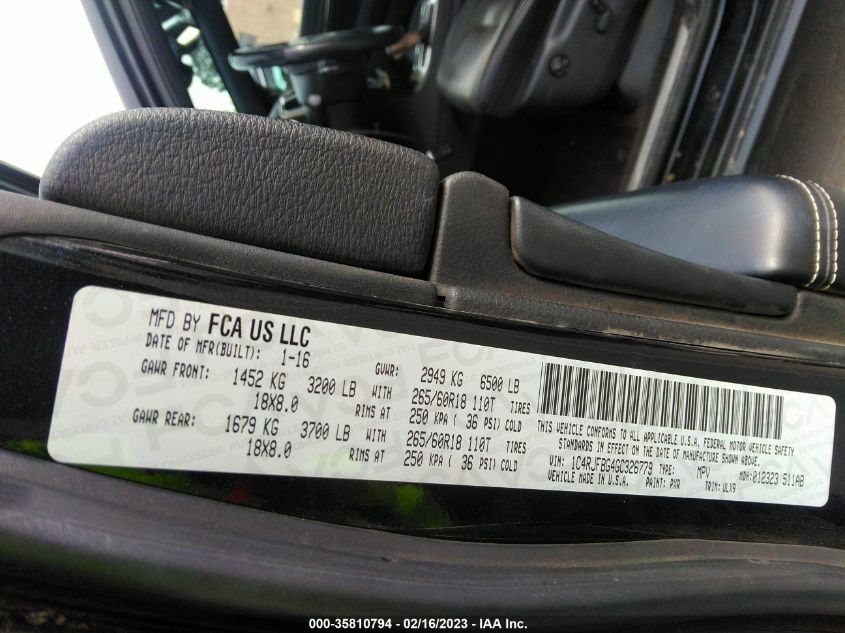 MFD BY FCA US LLC
DATE OF MFR(BUILT): 1-16 GVWR: 2949 KG 6500 LB
GAWR FRONT: 1452 KG 3200 LB WITH 265/60R18 110T TIRES
18X8.0 RIMS AT 250 KPA ( 36 PSI) COLD
GAWR REAR: 1679 KG 3700 LB WITH 265/60R18 110T TIRES
18X8.0 RIMS AT 250 KPA ( 36 PSI) COLD
THIS VEHICLE CONFORMS TO ALL APPLICABLE U.S.A. FEDERAL MOTOR VEHICLE SAFETY
STANDARDS IN EFFECT ON THE DATE OF MANUFACTURE SHOWN ABOVE.
VIN: 1C4RJFBG4GC326779 TYPE: MPV MDH: 012323 511AB
VEHICLE MADE IN U.S.A. PAINT: PXR TRIM: VLX9
000-35810794 - 02/16/2023 - IAA Inc.